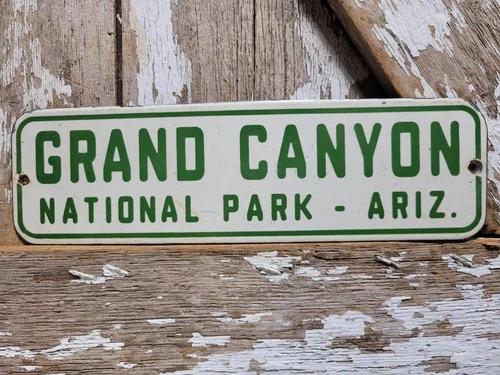 GRAND CANYON
NATIONAL PARK - ARIZ.